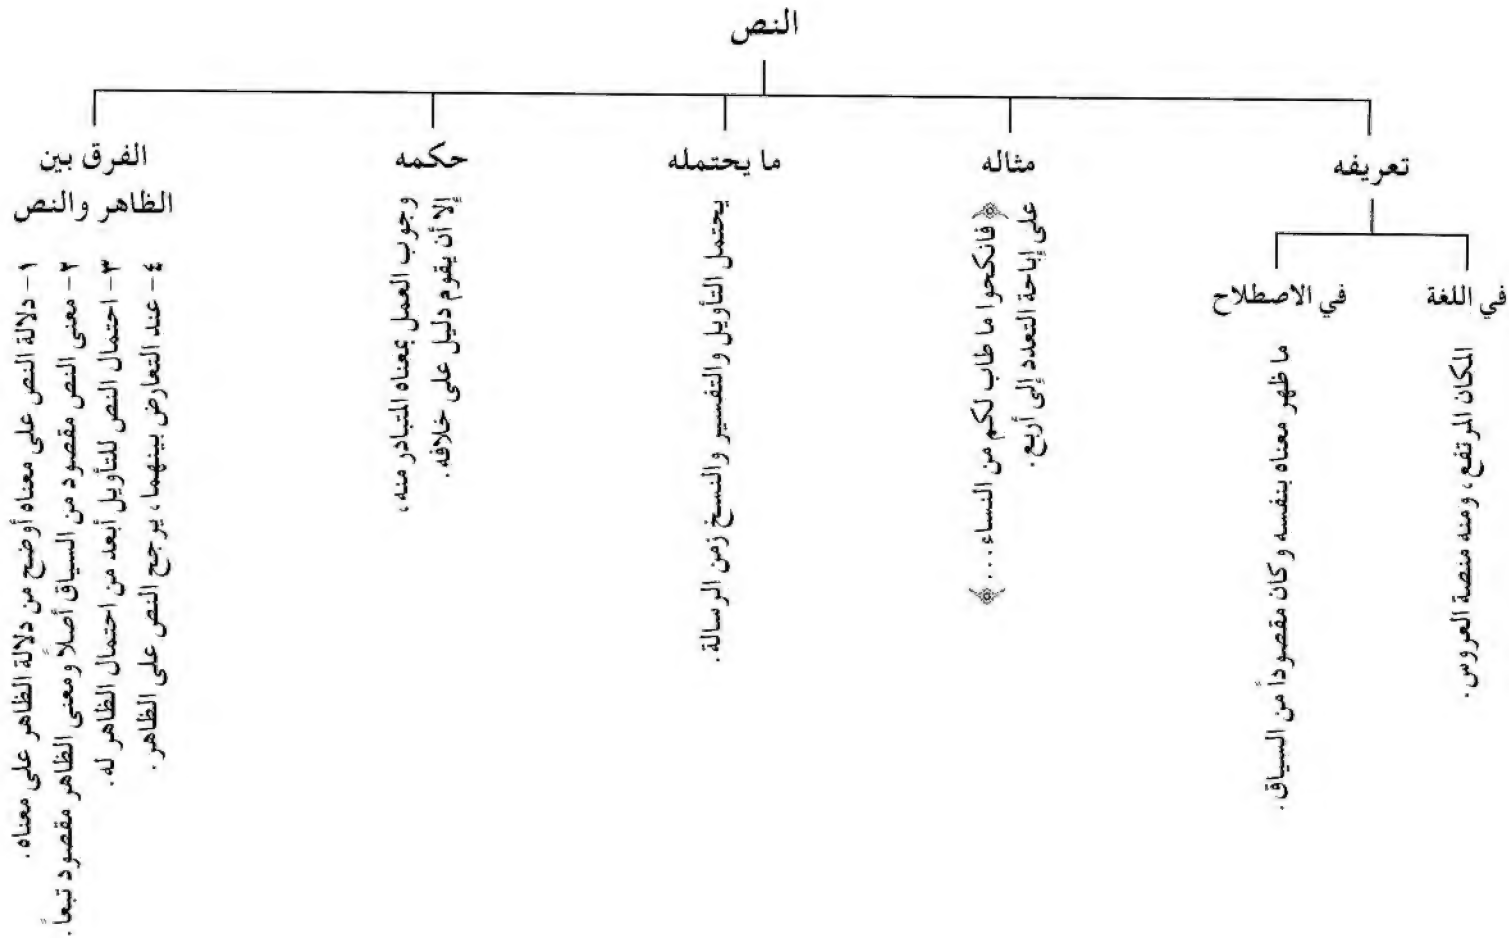 النص
تعريفه
في اللغة
المكان المرتفع، ومنه منصة العروس.
في الاصطلاح
ما ظهر معناه بنفسه وكان مقصوداً من السياق.
مثاله
﴿ فانكحوا ما طاب لكم من النساء... ﴾
على إباحة التعدد إلى أربع.
ما يحتمله
يحتمل التأويل والتفسير والنسخ زمن الرسالة.
حكمه
وجوب العمل بمعناه المتبادر منه،
إلا أن يقوم دليل على خلافه.
الفرق بين
الظاهر والنص
١- دلالة النص على معناه أوضح من دلالة الظاهر على معناه.
٢- معنى النص مقصود من السياق أصلاً ومعنى الظاهر مقصود تبعاً.
٣- احتمال النص للتأويل أبعد من احتمال الظاهر له.
٤- عند التعارض بينهما، يرجح النص على الظاهر.